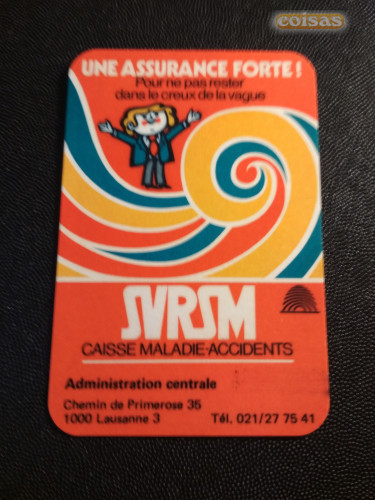 coisas
UNE ASSURANCE FORTE!
Pour ne pas rester
dans le creux de la vague
SVRSM
CAISSE MALADIE-ACCIDENTS
Administration centrale
Chemin de Primerose 35
1000 Lausanne 3 Tél. 021/27 75 41